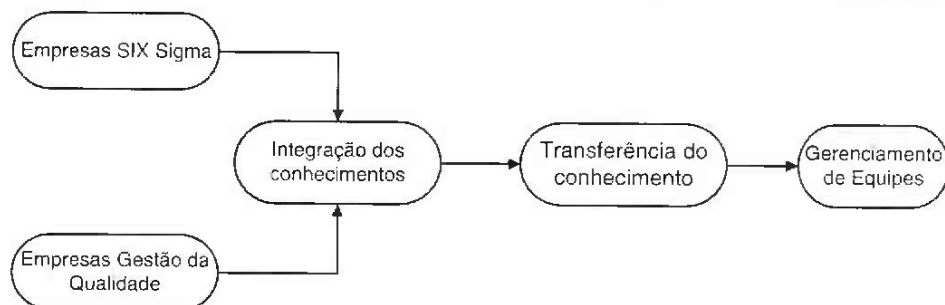 Empresas SIX Sigma
Integração dos
conhecimentos
Transferência do
conhecimento
Gerenciamento
de Equipes
Empresas Gestão da
Qualidade